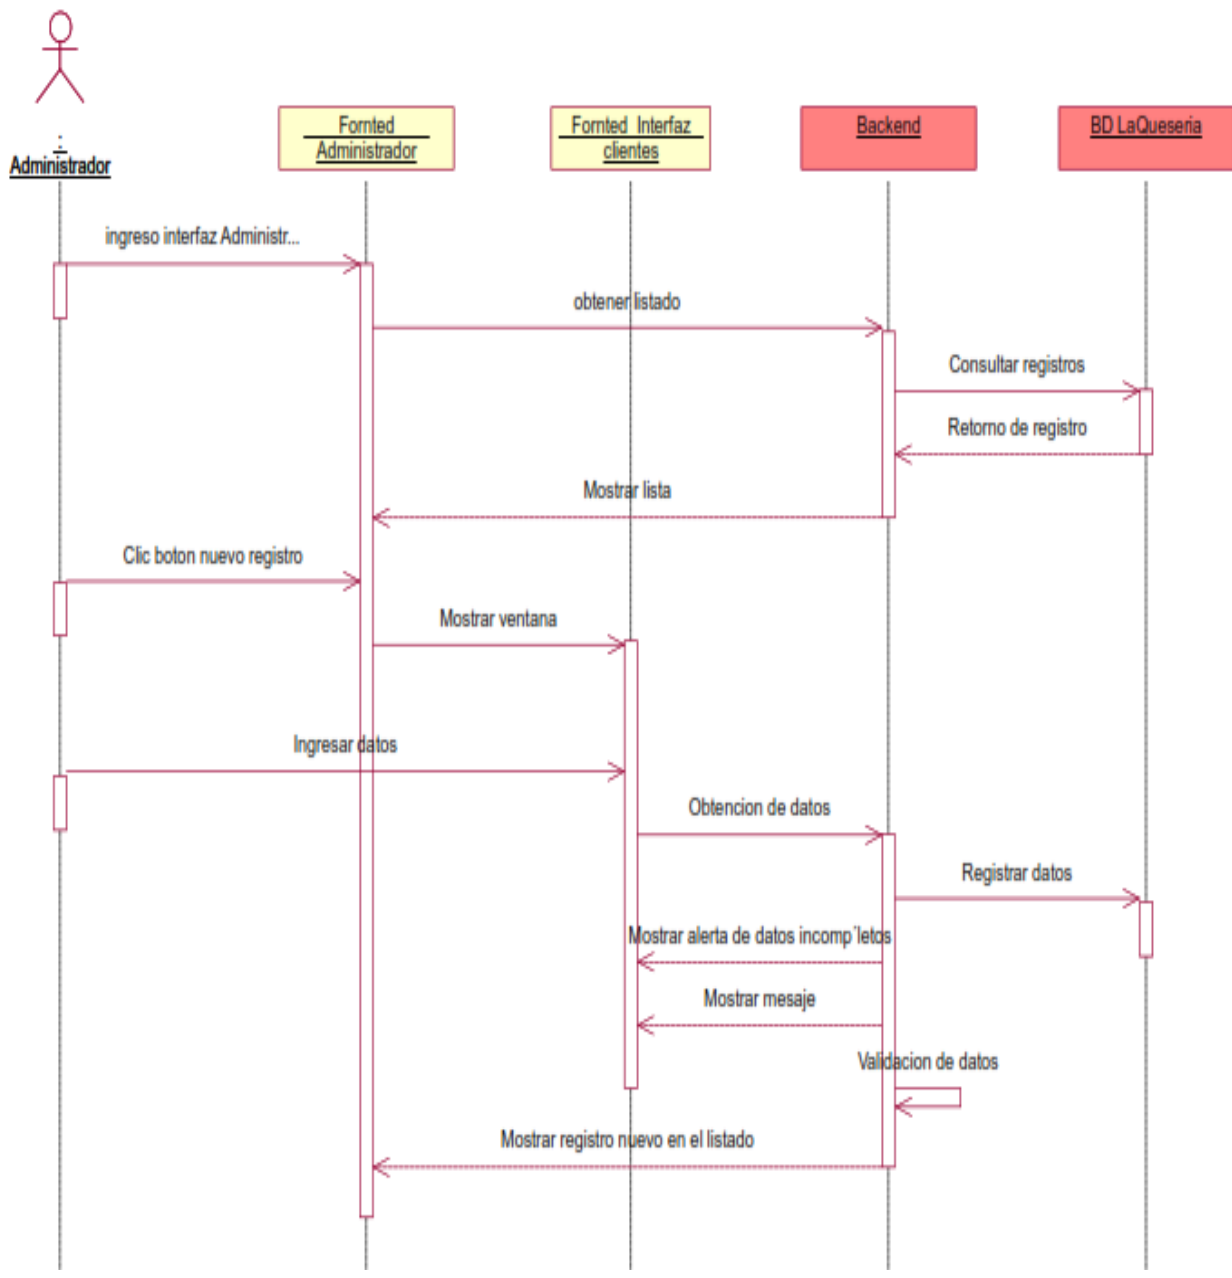 :
Administrador
Fornted
Administrador
Fornted Interfaz
clientes
Backend
BD LaQueseria
ingreso interfaz Administr...
obtener listado
Consultar registros
Retorno de registro
Mostrar lista
Clic boton nuevo registro
Mostrar ventana
Ingresar datos
Obtencion de datos
Registrar datos
Mostrar alerta de datos incomp´letos
Mostrar mesaje
Validacion de datos
Mostrar registro nuevo en el listado